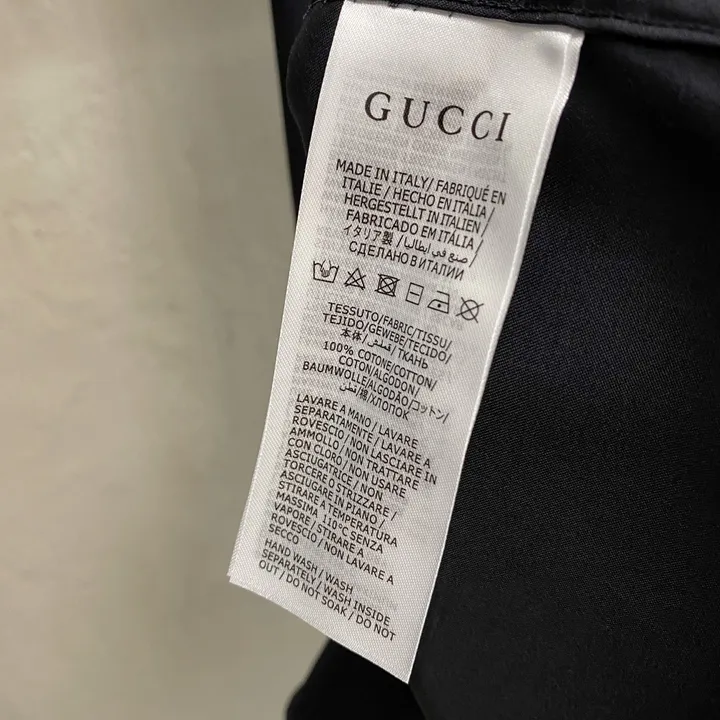 GUCCI
MADE IN ITALY/ FABRIQUÉ EN
ITALIE / HECHO EN ITALIA /
HERGESTELLT IN ITALIEN /
FABRICADO EM ITÁLIA /
イタリア製 / صنع في ايطاليا /
СДЕЛАНО В ИТАЛИИ
TESSUTO/FABRIC/TISSU/
TEJIDO/GEWEBE/TECIDO/
本体/قماش/ТКАНЬ
100% COTONE/COTTON/
COTON/ALGODON/
BAUMWOLLE/ALGODÃO/コットン/
قطن/棉/ХЛОПОК
LAVARE A MANO / LAVARE
SEPARATAMENTE / LAVARE A
ROVESCIO / NON LASCIARE IN
AMMOLLO / NON TRATTARE
CON CLORO / NON USARE
ASCIUGATRICE / NON
TORCERE O STRIZZARE /
ASCIUGARE IN PIANO /
STIRARE A TEMPERATURA
MASSIMA 110°C SENZA
VAPORE / STIRARE A
ROVESCIO / NON LAVARE A
SECCO
HAND WASH / WASH
SEPARATELY / WASH INSIDE
OUT / DO NOT SOAK / DO NOT